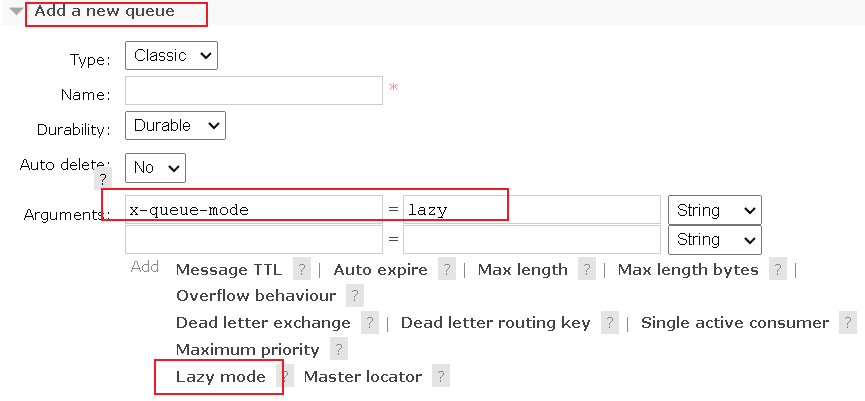 Add a new queue
Type: Classic
Name: *
Durability: Durable
Auto delete: No
?
Arguments: x-queue-mode = lazy String
= String
Add Message TTL ? | Auto expire ? | Max length ? | Max length bytes ? |
Overflow behaviour ?
Dead letter exchange ? | Dead letter routing key ? | Single active consumer ?
Maximum priority ?
Lazy mode ? Master locator ?